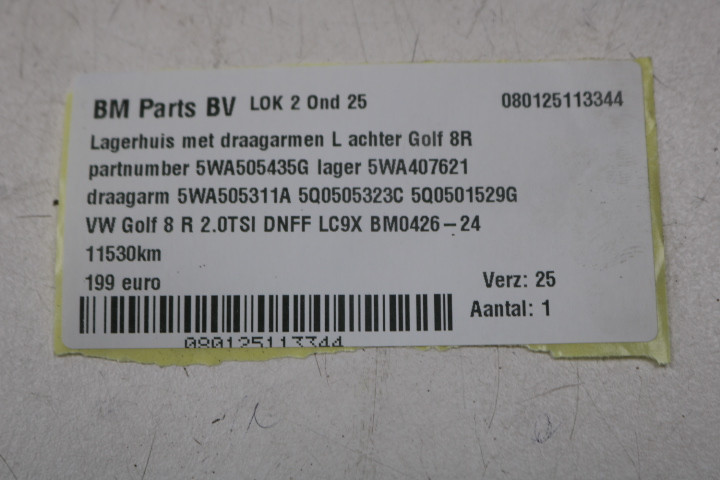 BM Parts BV LOK 2 Ond 25 080125113344
Lagerhuis met draagarmen L achter Golf 8R
partnumber 5WA505435G lager 5WA407621
draagarm 5WA505311A 5Q0505323C 5Q0501529G
VW Golf 8 R 2.0TSI DNFF LC9X BM0426-24
11530km
199 euro Verz: 25
Aantal: 1
080125113344